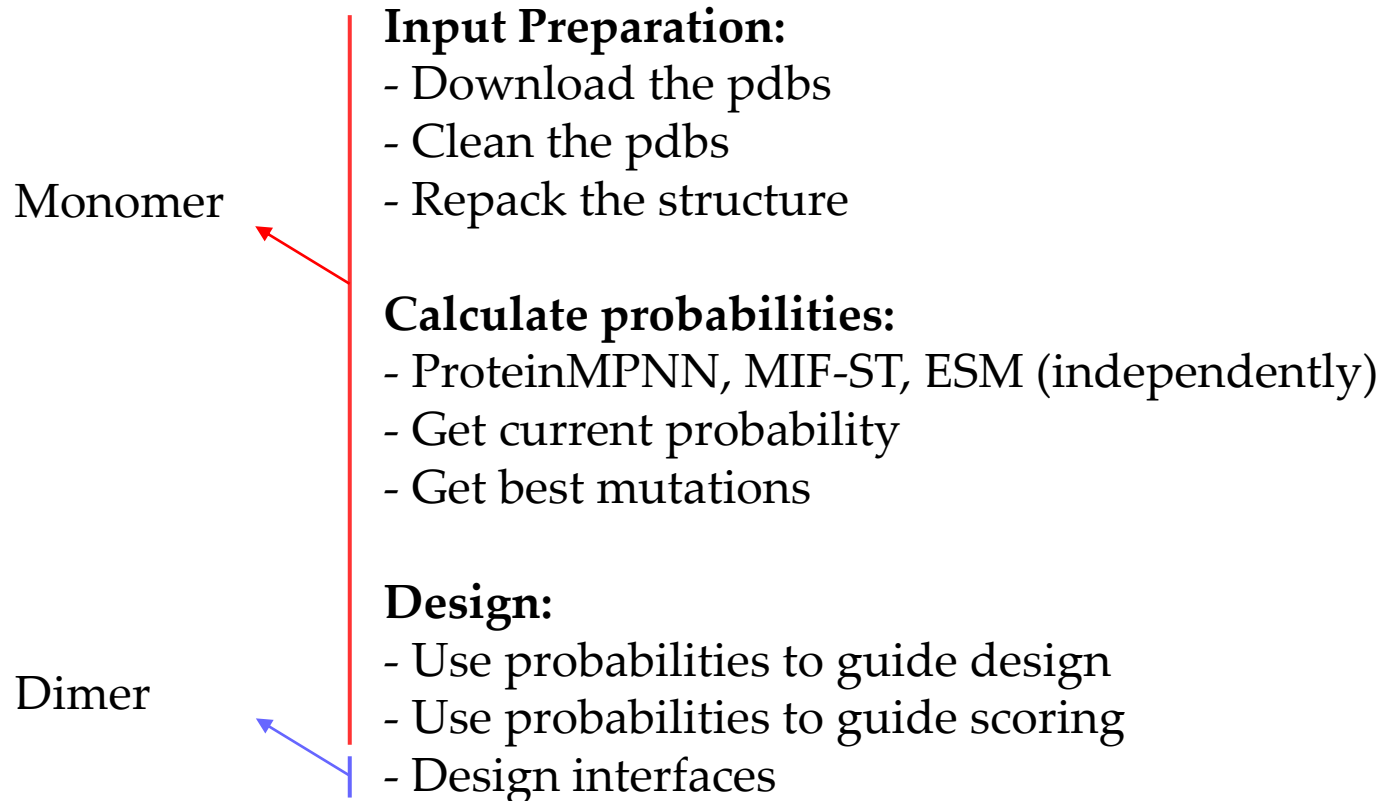 Input Preparation:
- Download the pdbs
- Clean the pdbs
Monomer
- Repack the structure
Calculate probabilities:
- ProteinMPNN, MIF-ST, ESM (independently)
- Get current probability
- Get best mutations
Design:
- Use probabilities to guide design
Dimer
- Use probabilities to guide scoring
- Design interfaces